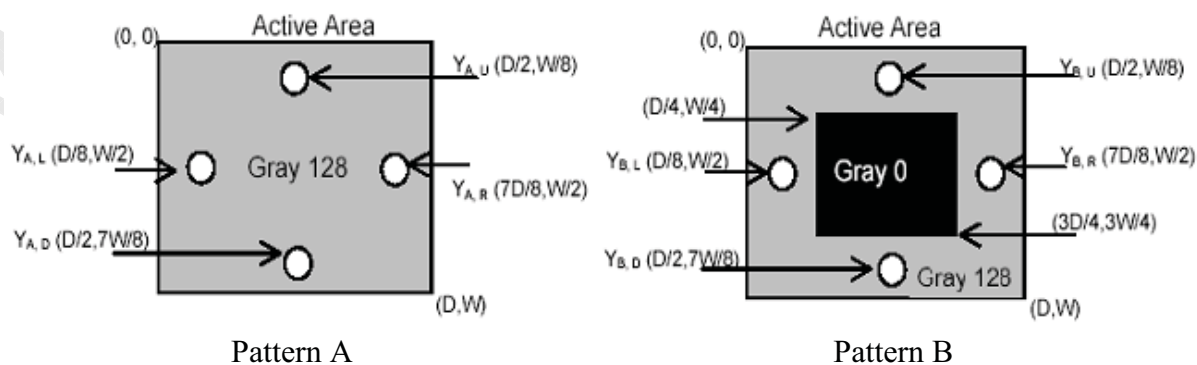 Active Area
(0, 0)
Y_A, U (D/2,W/8)
Y_A, L (D/8,W/2)
Gray 128
Y_A, R (7D/8,W/2)
Y_A, D (D/2,7W/8)
(D,W)
Pattern A
Active Area
(0, 0)
Y_B, U (D/2,W/8)
(D/4,W/4)
Y_B, L (D/8,W/2)
Gray 0
Y_B, R (7D/8,W/2)
(3D/4,3W/4)
Y_B, D (D/2,7W/8)
Gray 128
(D,W)
Pattern B